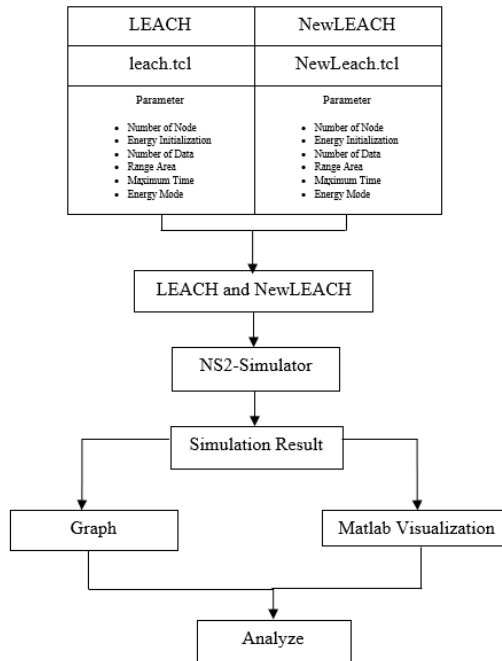 LEACH
NewLEACH
leach.tcl
NewLeach.tcl
Parameter
• Number of Node
• Energy Initialization
• Number of Data
• Range Area
• Maximum Time
• Energy Mode
Parameter
• Number of Node
• Energy Initialization
• Number of Data
• Range Area
• Maximum Time
• Energy Mode
LEACH and NewLEACH
NS2-Simulator
Simulation Result
Graph
Matlab Visualization
Analyze